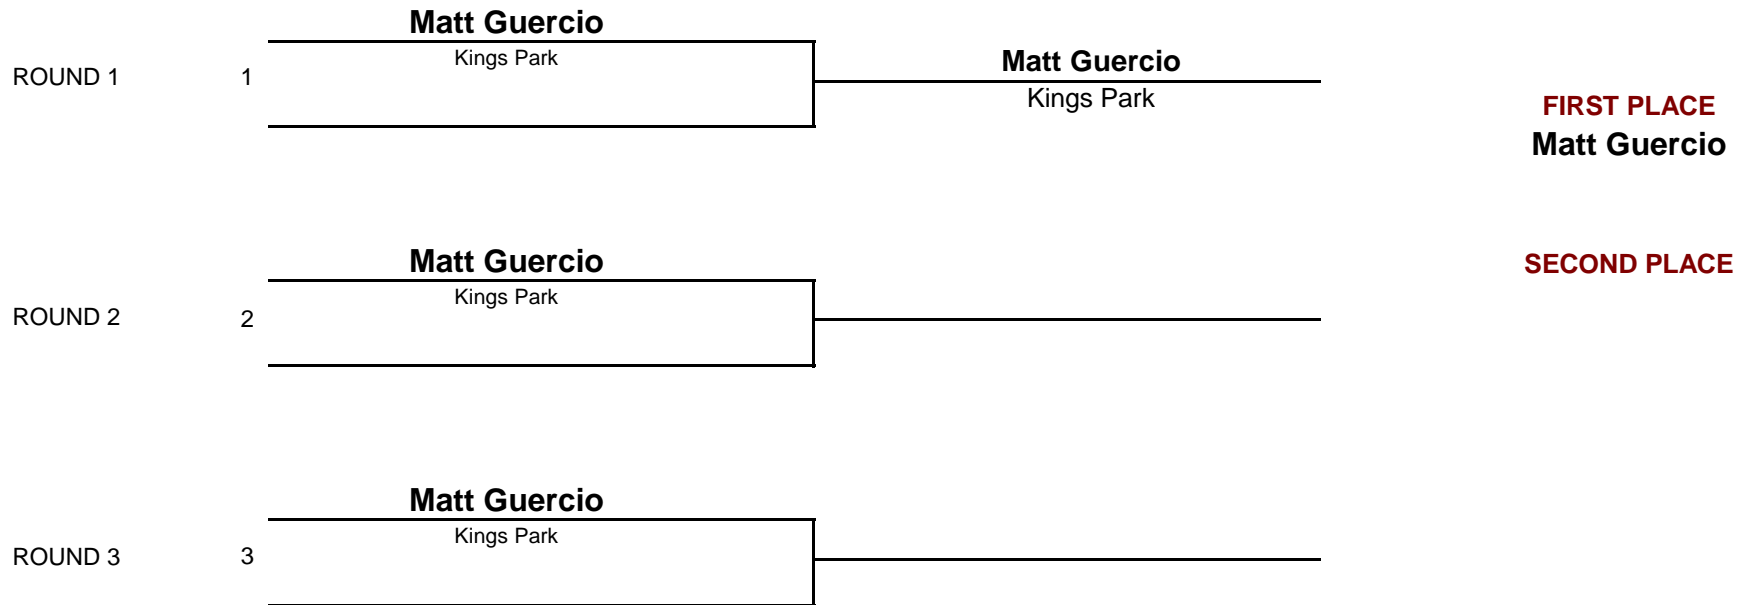 Matt Guercio
Kings Park
ROUND 1
1
Matt Guercio
Kings Park
FIRST PLACE
Matt Guercio
Matt Guercio
Kings Park
ROUND 2
2
SECOND PLACE
Matt Guercio
Kings Park
ROUND 3
3